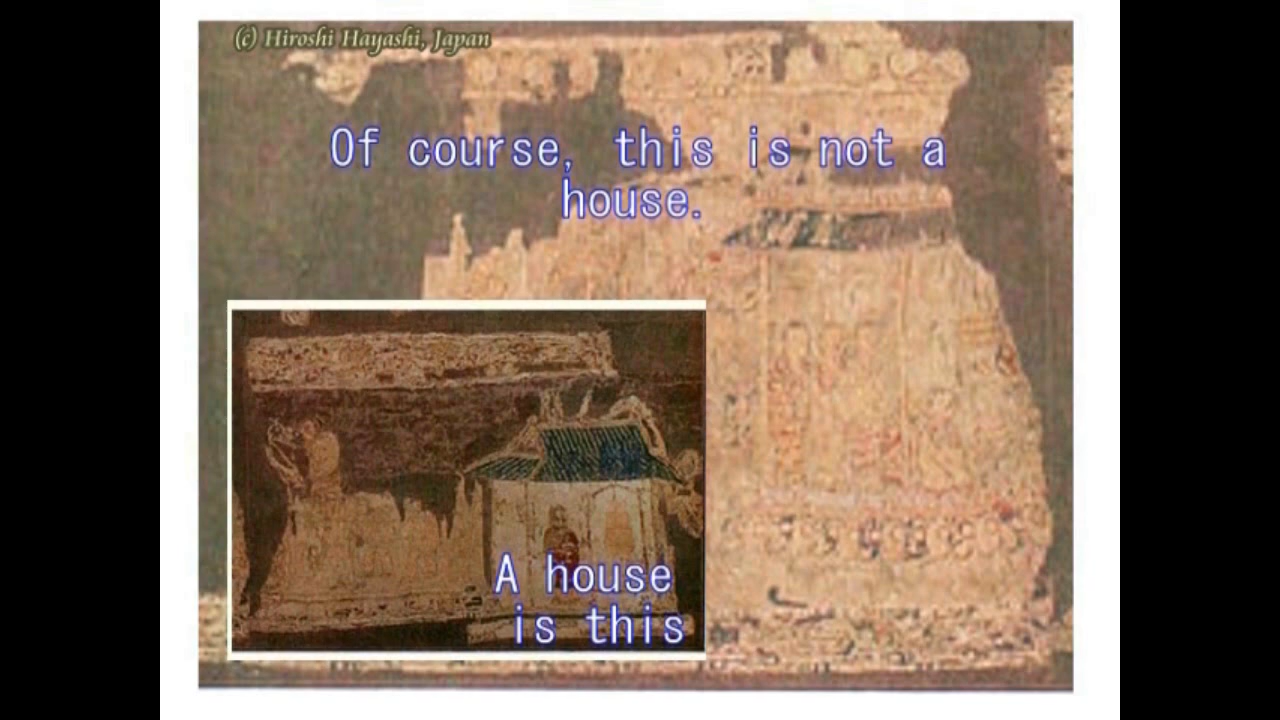 (c) Hiroshi Hayashi, Japan
Of course, this is not a
house.
A house
is this